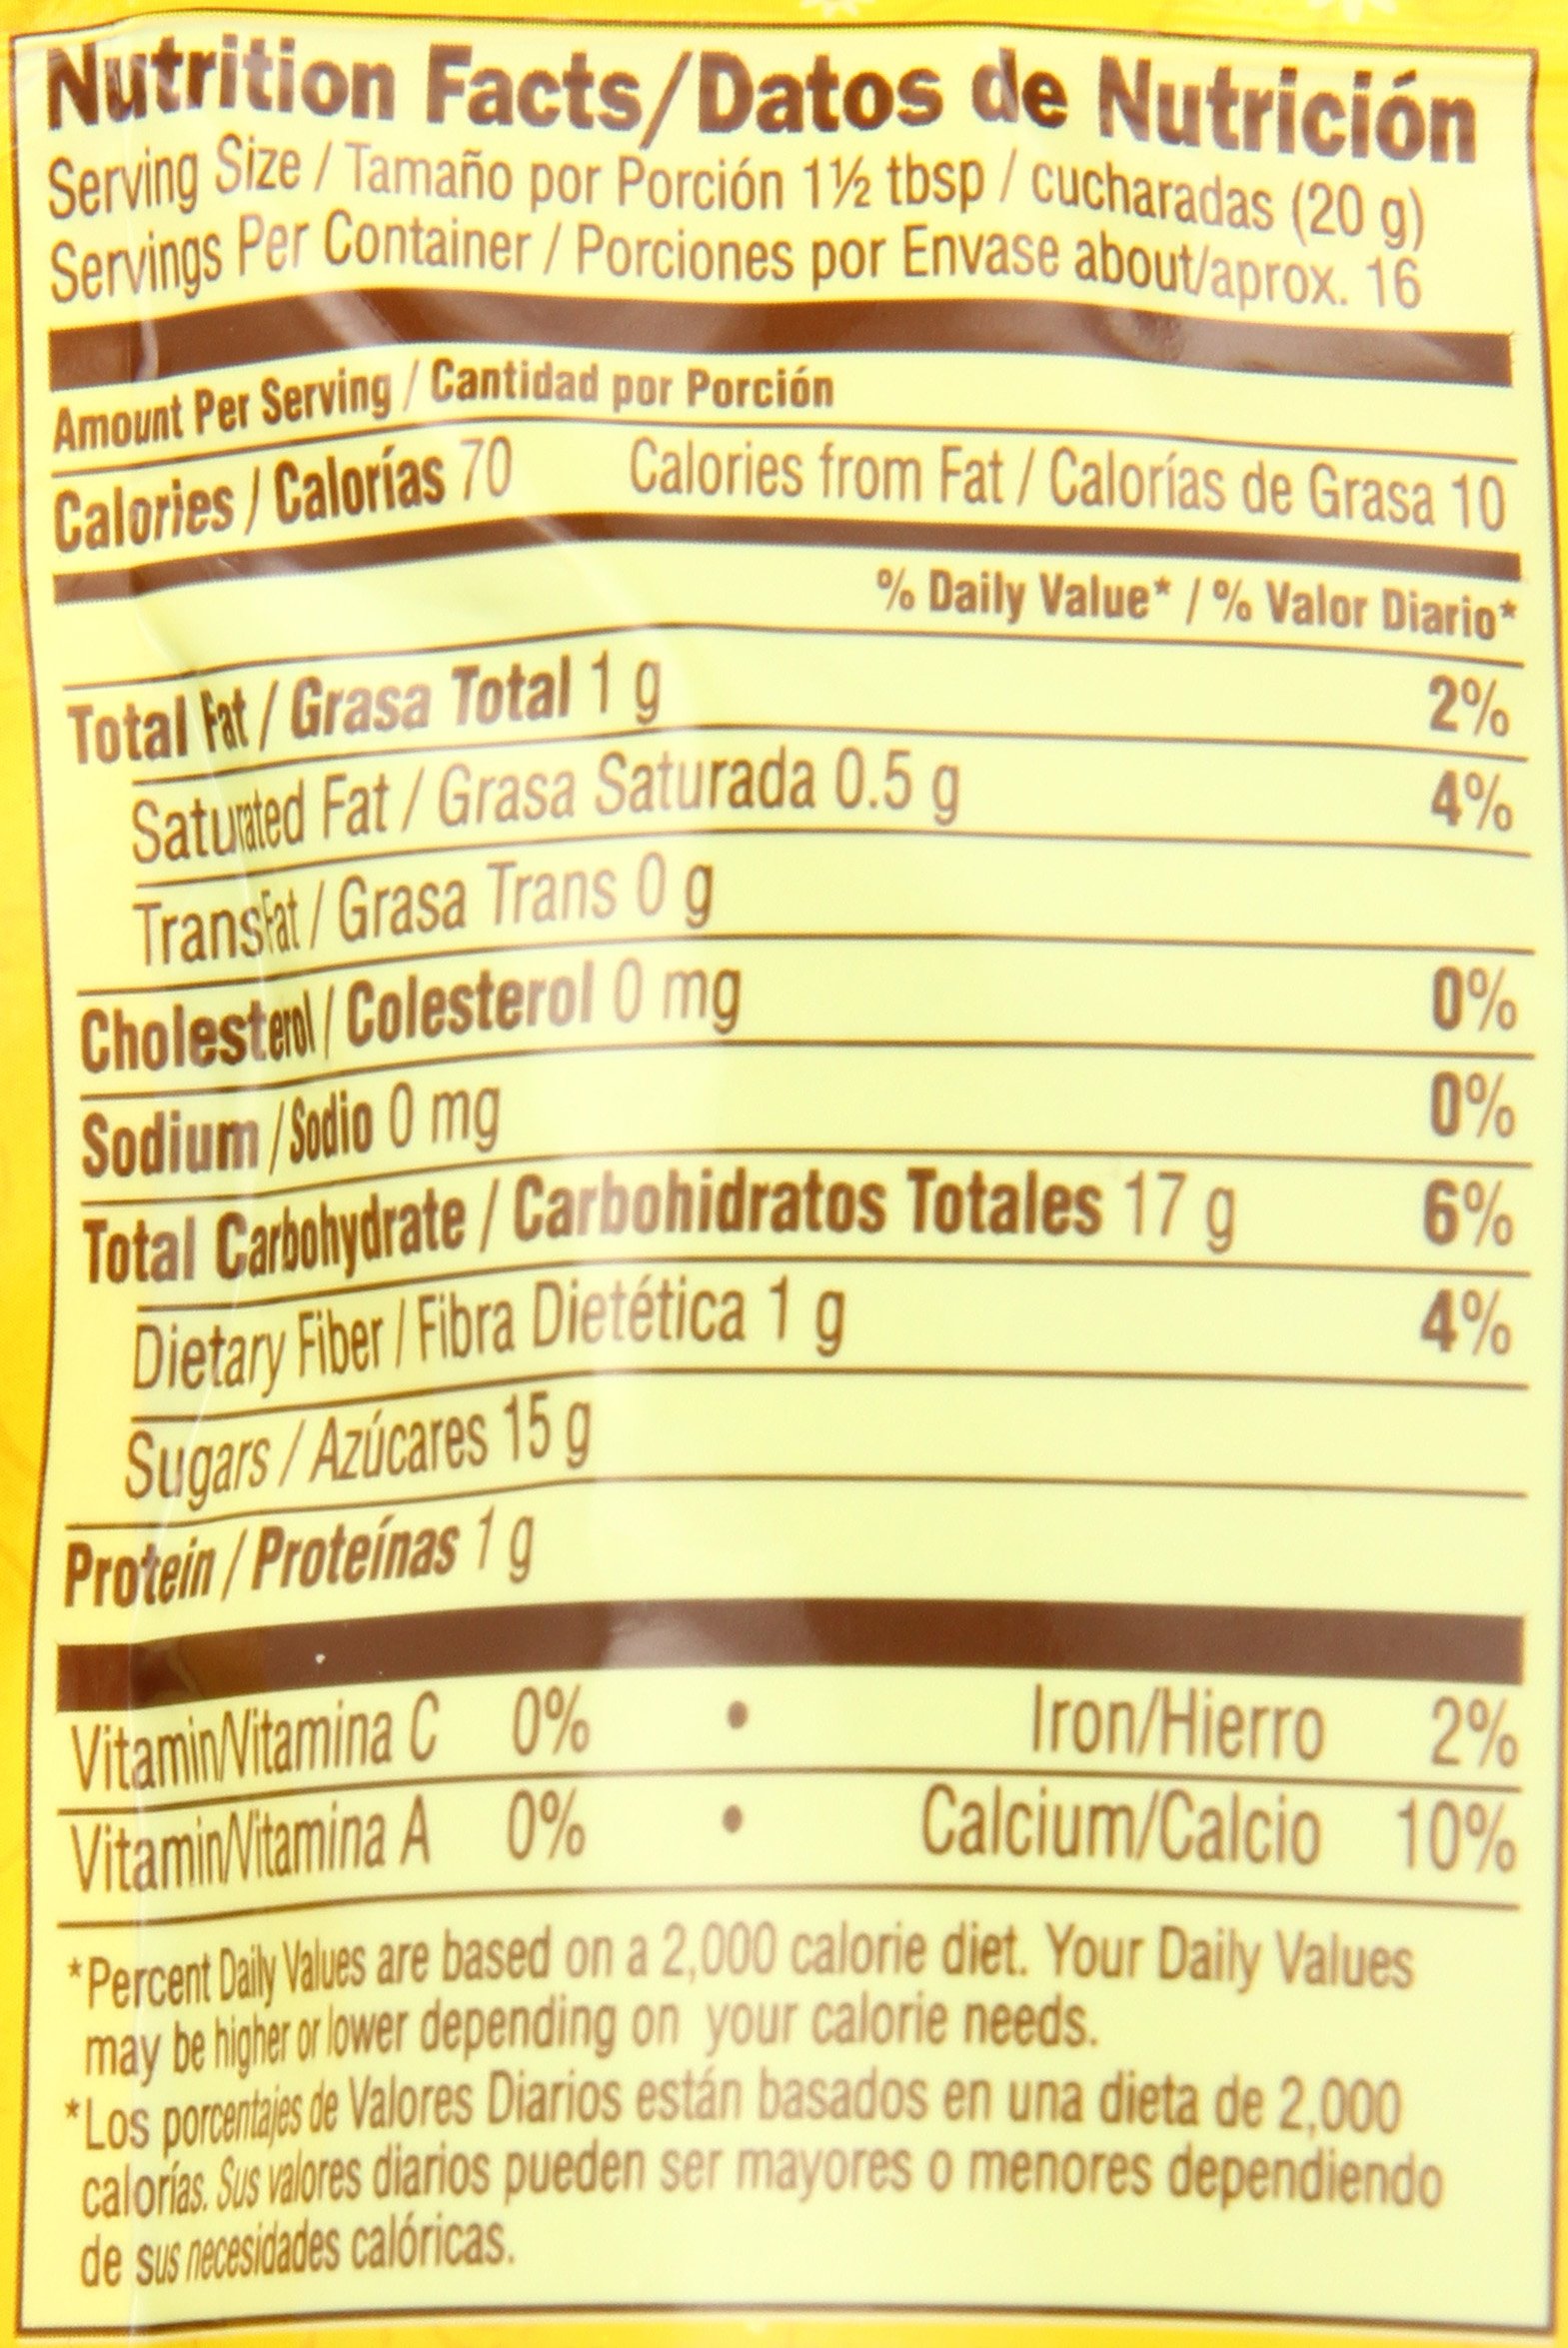 Nutrition Facts/Datos de Nutrición
Serving Size / Tamaño por Porción 1½ tbsp / cucharadas (20 g)
Servings Per Container / Porciones por Envase about/aprox. 16
Amount Per Serving / Cantidad por Porción
Calories / Calorías 70 Calories from Fat / Calorías de Grasa 10
% Daily Value* / % Valor Diario*
Total Fat / Grasa Total 1 g 2%
Saturated Fat / Grasa Saturada 0.5 g 4%
Trans Fat / Grasa Trans 0 g
Cholesterol / Colesterol 0 mg 0%
Sodium / Sodio 0 mg 0%
Total Carbohydrate / Carbohidratos Totales 17 g 6%
Dietary Fiber / Fibra Dietética 1 g 4%
Sugars / Azúcares 15 g
Protein / Proteínas 1 g
Vitamin/Vitamina C 0% • Iron/Hierro 2%
Vitamin/Vitamina A 0% • Calcium/Calcio 10%
*Percent Daily Values are based on a 2,000 calorie diet. Your Daily Values
may be higher or lower depending on your calorie needs.
*Los porcentajes de Valores Diarios están basados en una dieta de 2,000
calorías. Sus valores diarios pueden ser mayores o menores dependiendo
de sus necesidades calóricas.